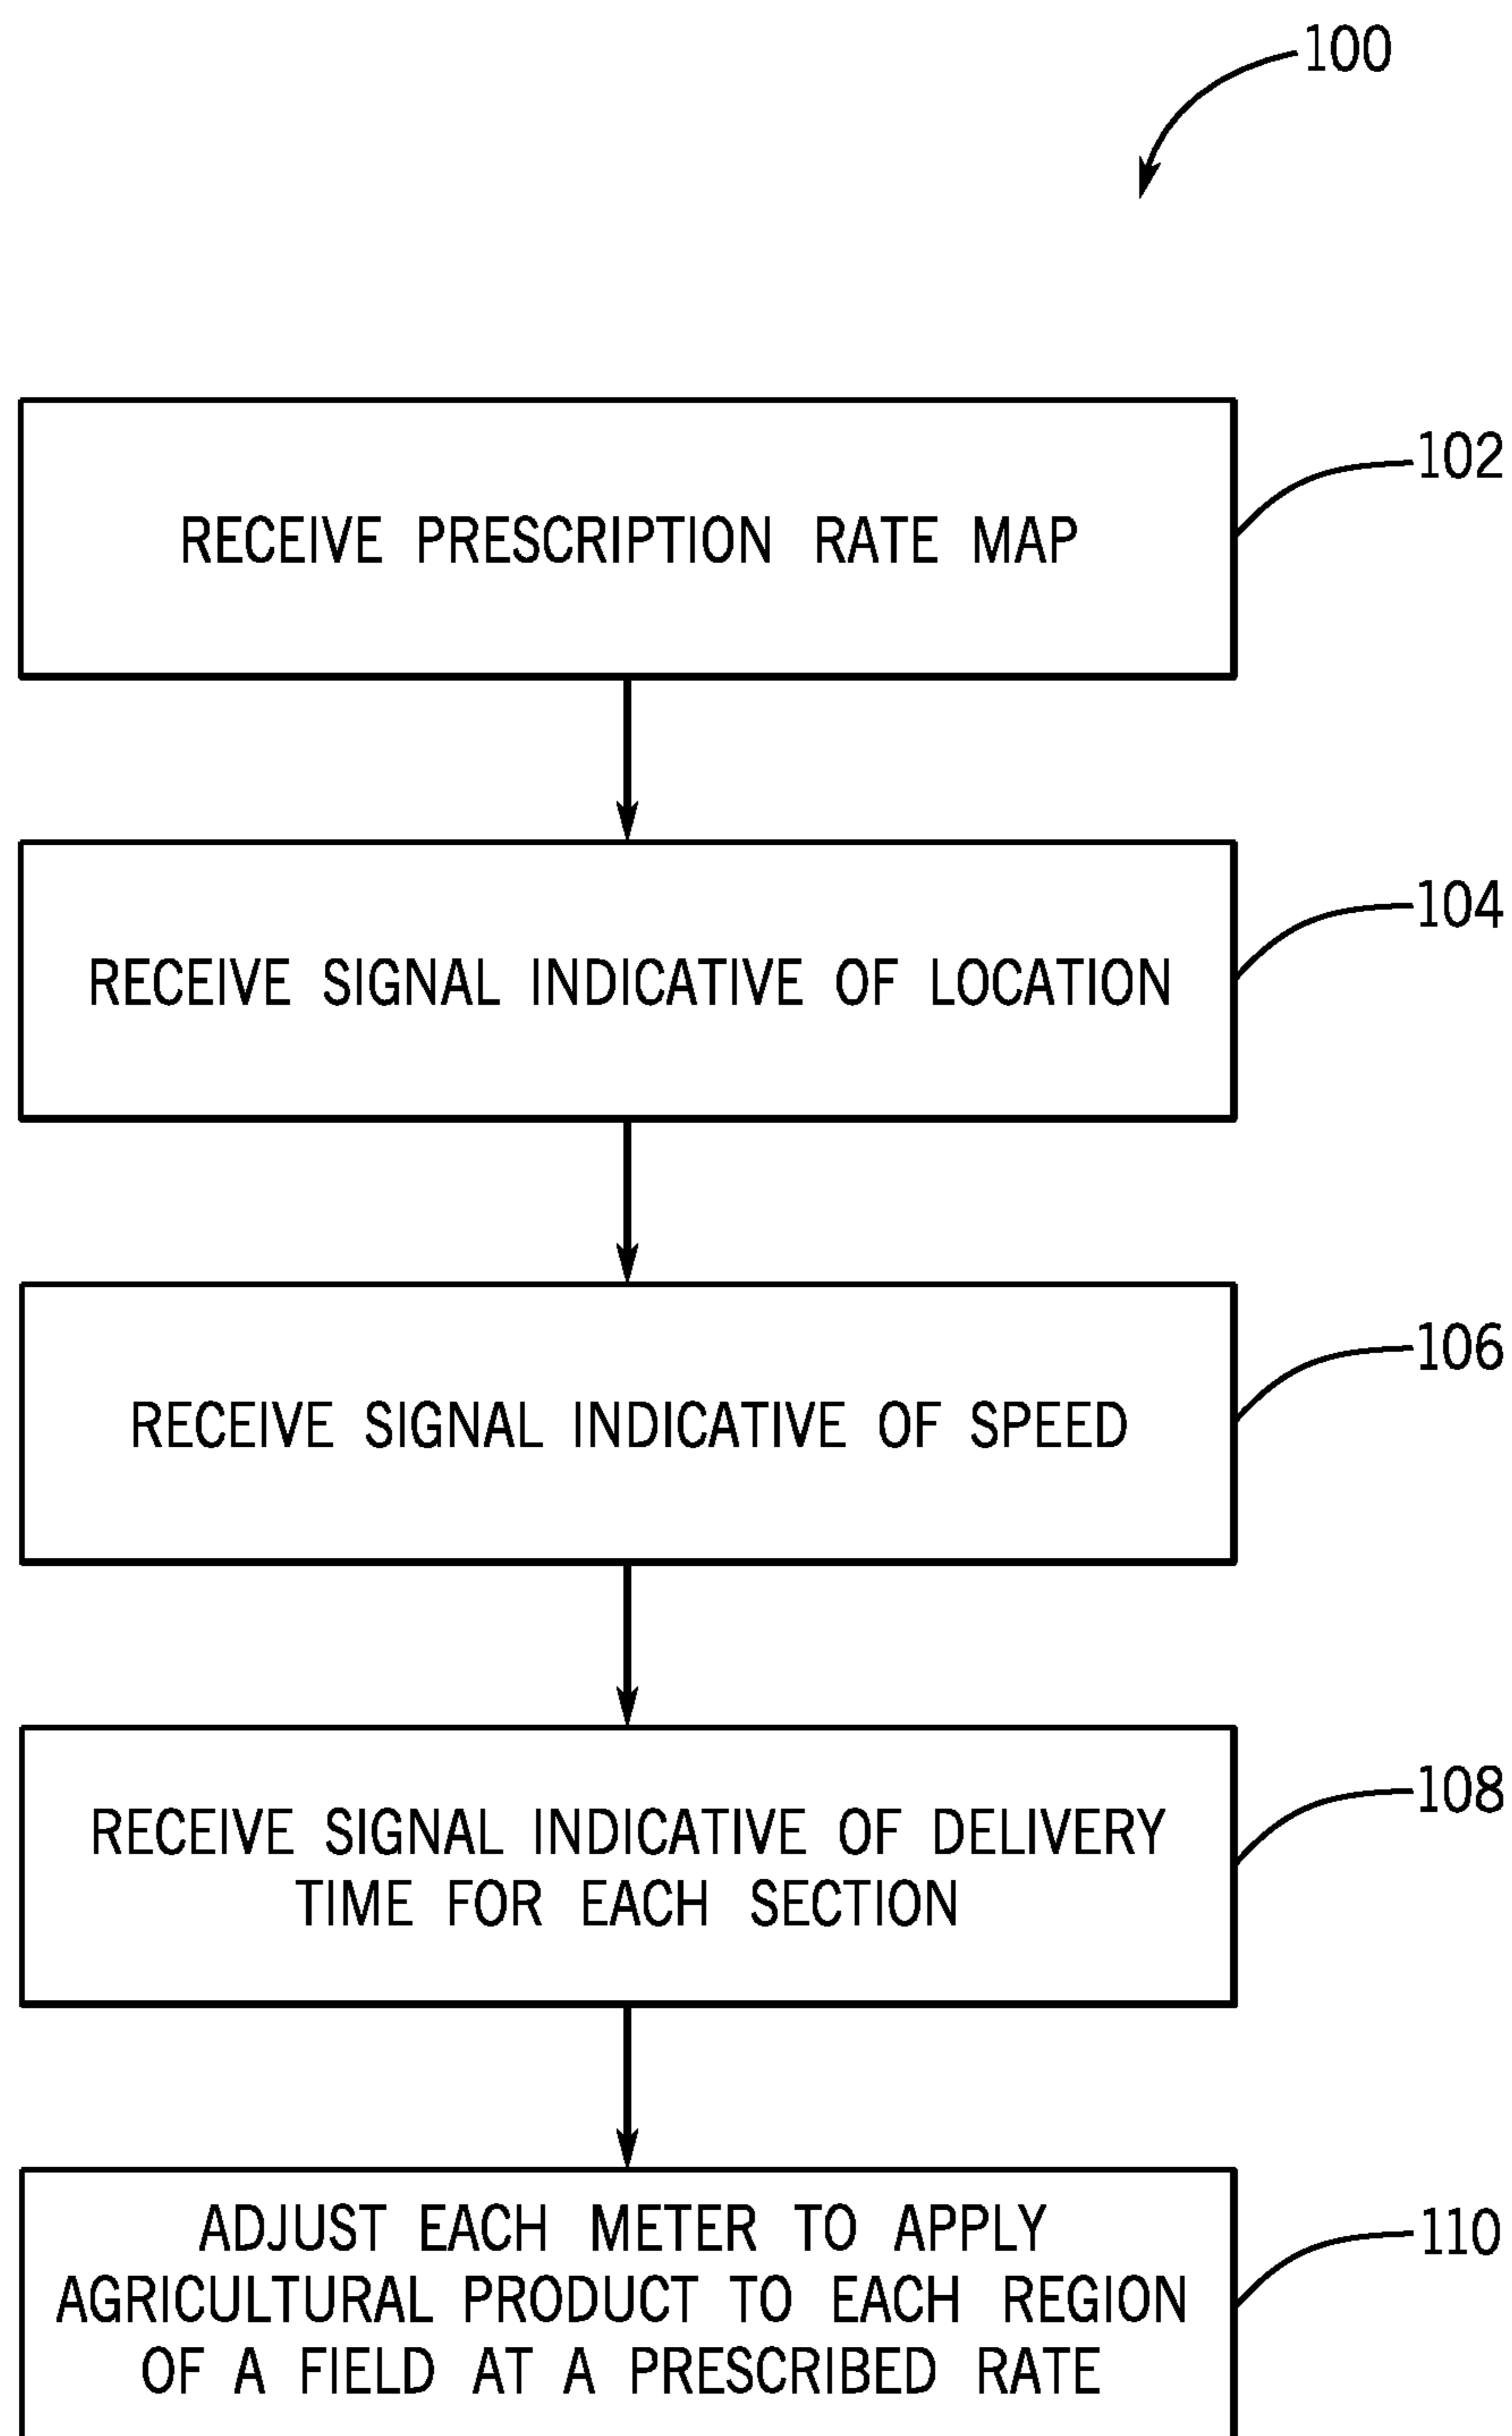 100
RECEIVE PRESCRIPTION RATE MAP
102
RECEIVE SIGNAL INDICATIVE OF LOCATION
104
RECEIVE SIGNAL INDICATIVE OF SPEED
106
RECEIVE SIGNAL INDICATIVE OF DELIVERY
TIME FOR EACH SECTION
108
ADJUST EACH METER TO APPLY
AGRICULTURAL PRODUCT TO EACH REGION
OF A FIELD AT A PRESCRIBED RATE
110